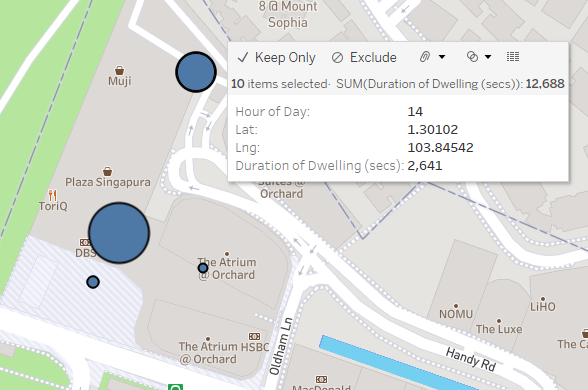 8 @ Mount
Sophia
Keep Only
Exclude
10 items selected · SUM(Duration of Dwelling (secs)): 12,688
Hour of Day: 14
Lat: 1.30102
Lng: 103.84542
Duration of Dwelling (secs): 2,641
Muji
Plaza Singapura
Suites @
Orchard
ToriQ
DBS
The Atrium
@ Orchard
NOMU
LiHO
The Luxe
The Ca
The Atrium
@ Orchard
HSBC
Oldham Ln
Handy Rd
MacDonald